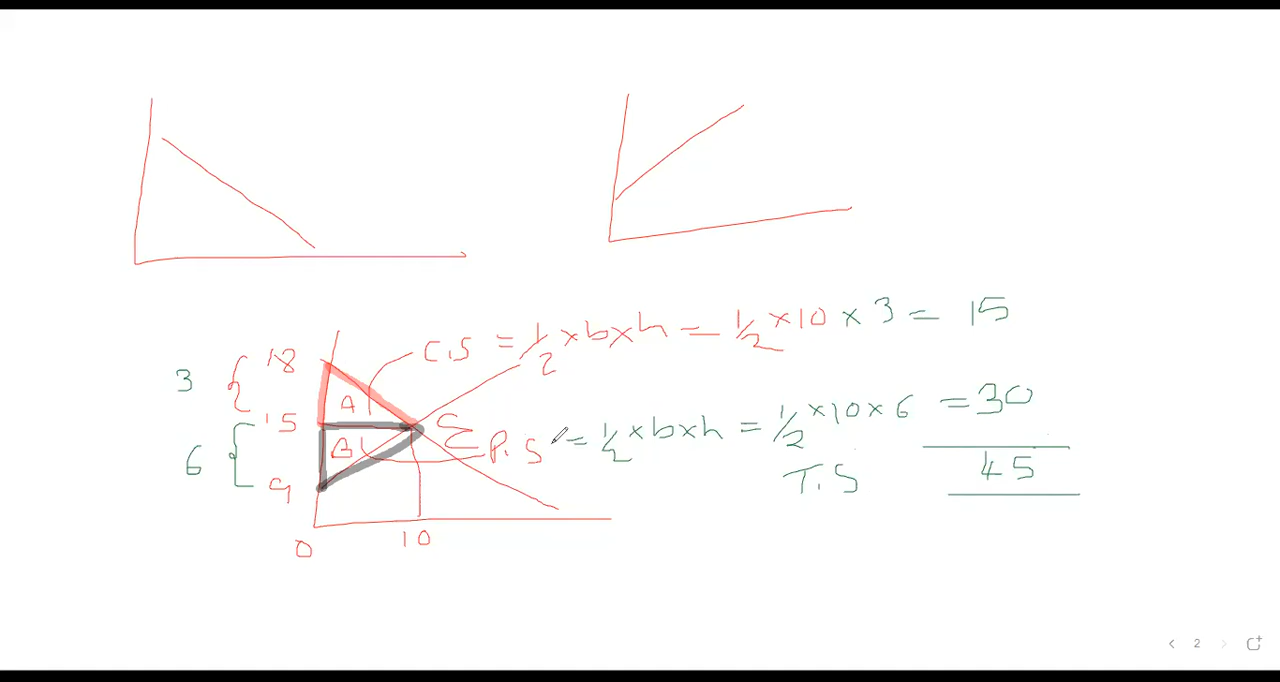 C.S = 1/2 × b × h = 1/2 × 10 × 3 = 15
3 { 18
A
15
6 { B
Σ
P.S = 1/2 × b × h = 1/2 × 10 × 6 = 30
T.S 45
9
0 10
< 2 >